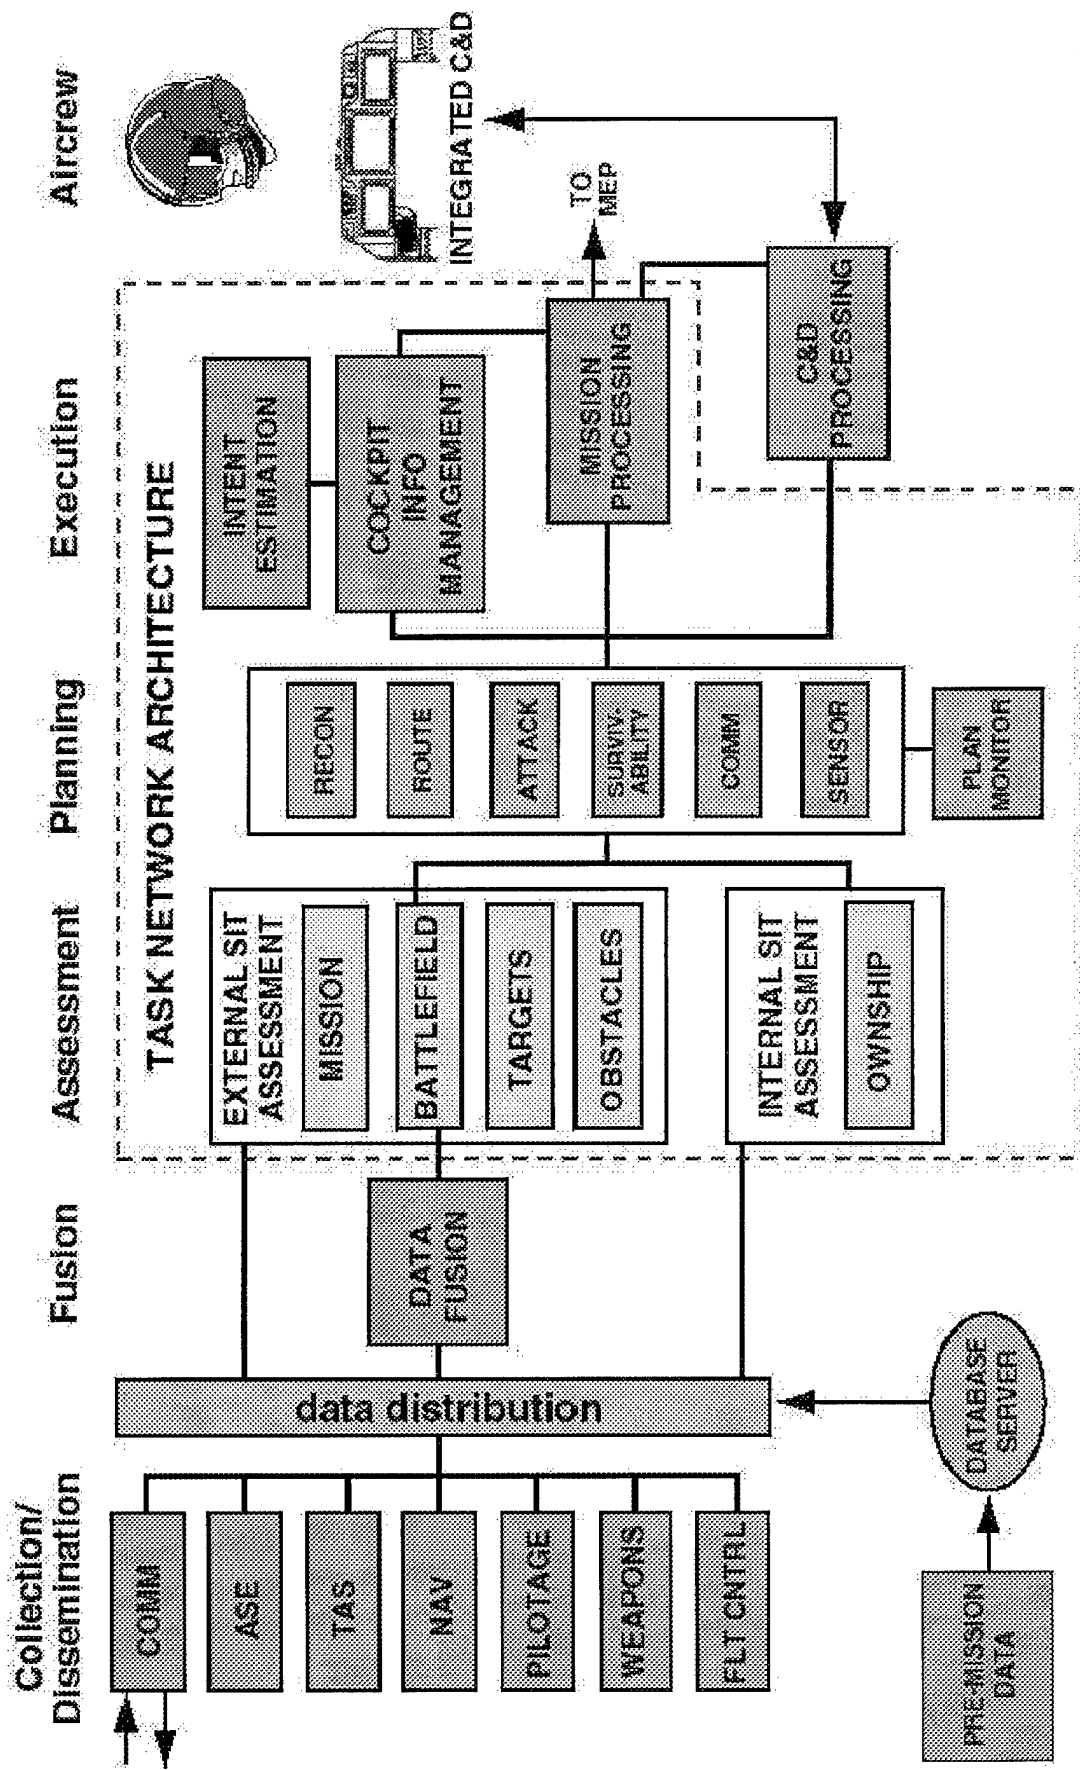 Collection/
Dissemination
Fusion
Assessment
Planning
Execution
Aircrew
TASK NETWORK ARCHITECTURE
COMM
ASE
TAS
NAV
PILOTAGE
WEAPONS
FLT CNTRL
PRE-MISSION
DATA
DATABASE
SERVER
data distribution
DATA
FUSION
EXTERNAL SIT
ASSESSMENT
MISSION
BATTLEFIELD
TARGETS
OBSTACLES
INTERNAL SIT
ASSESSMENT
OWNSHIP
RECON
ROUTE
ATTACK
SURVIV-
ABILITY
COMM
SENSOR
PLAN
MONITOR
INTENT
ESTIMATION
COCKPIT
INFO
MANAGEMENT
MISSION
PROCESSING
C&D
PROCESSING
TO
MEP
INTEGRATED C&D